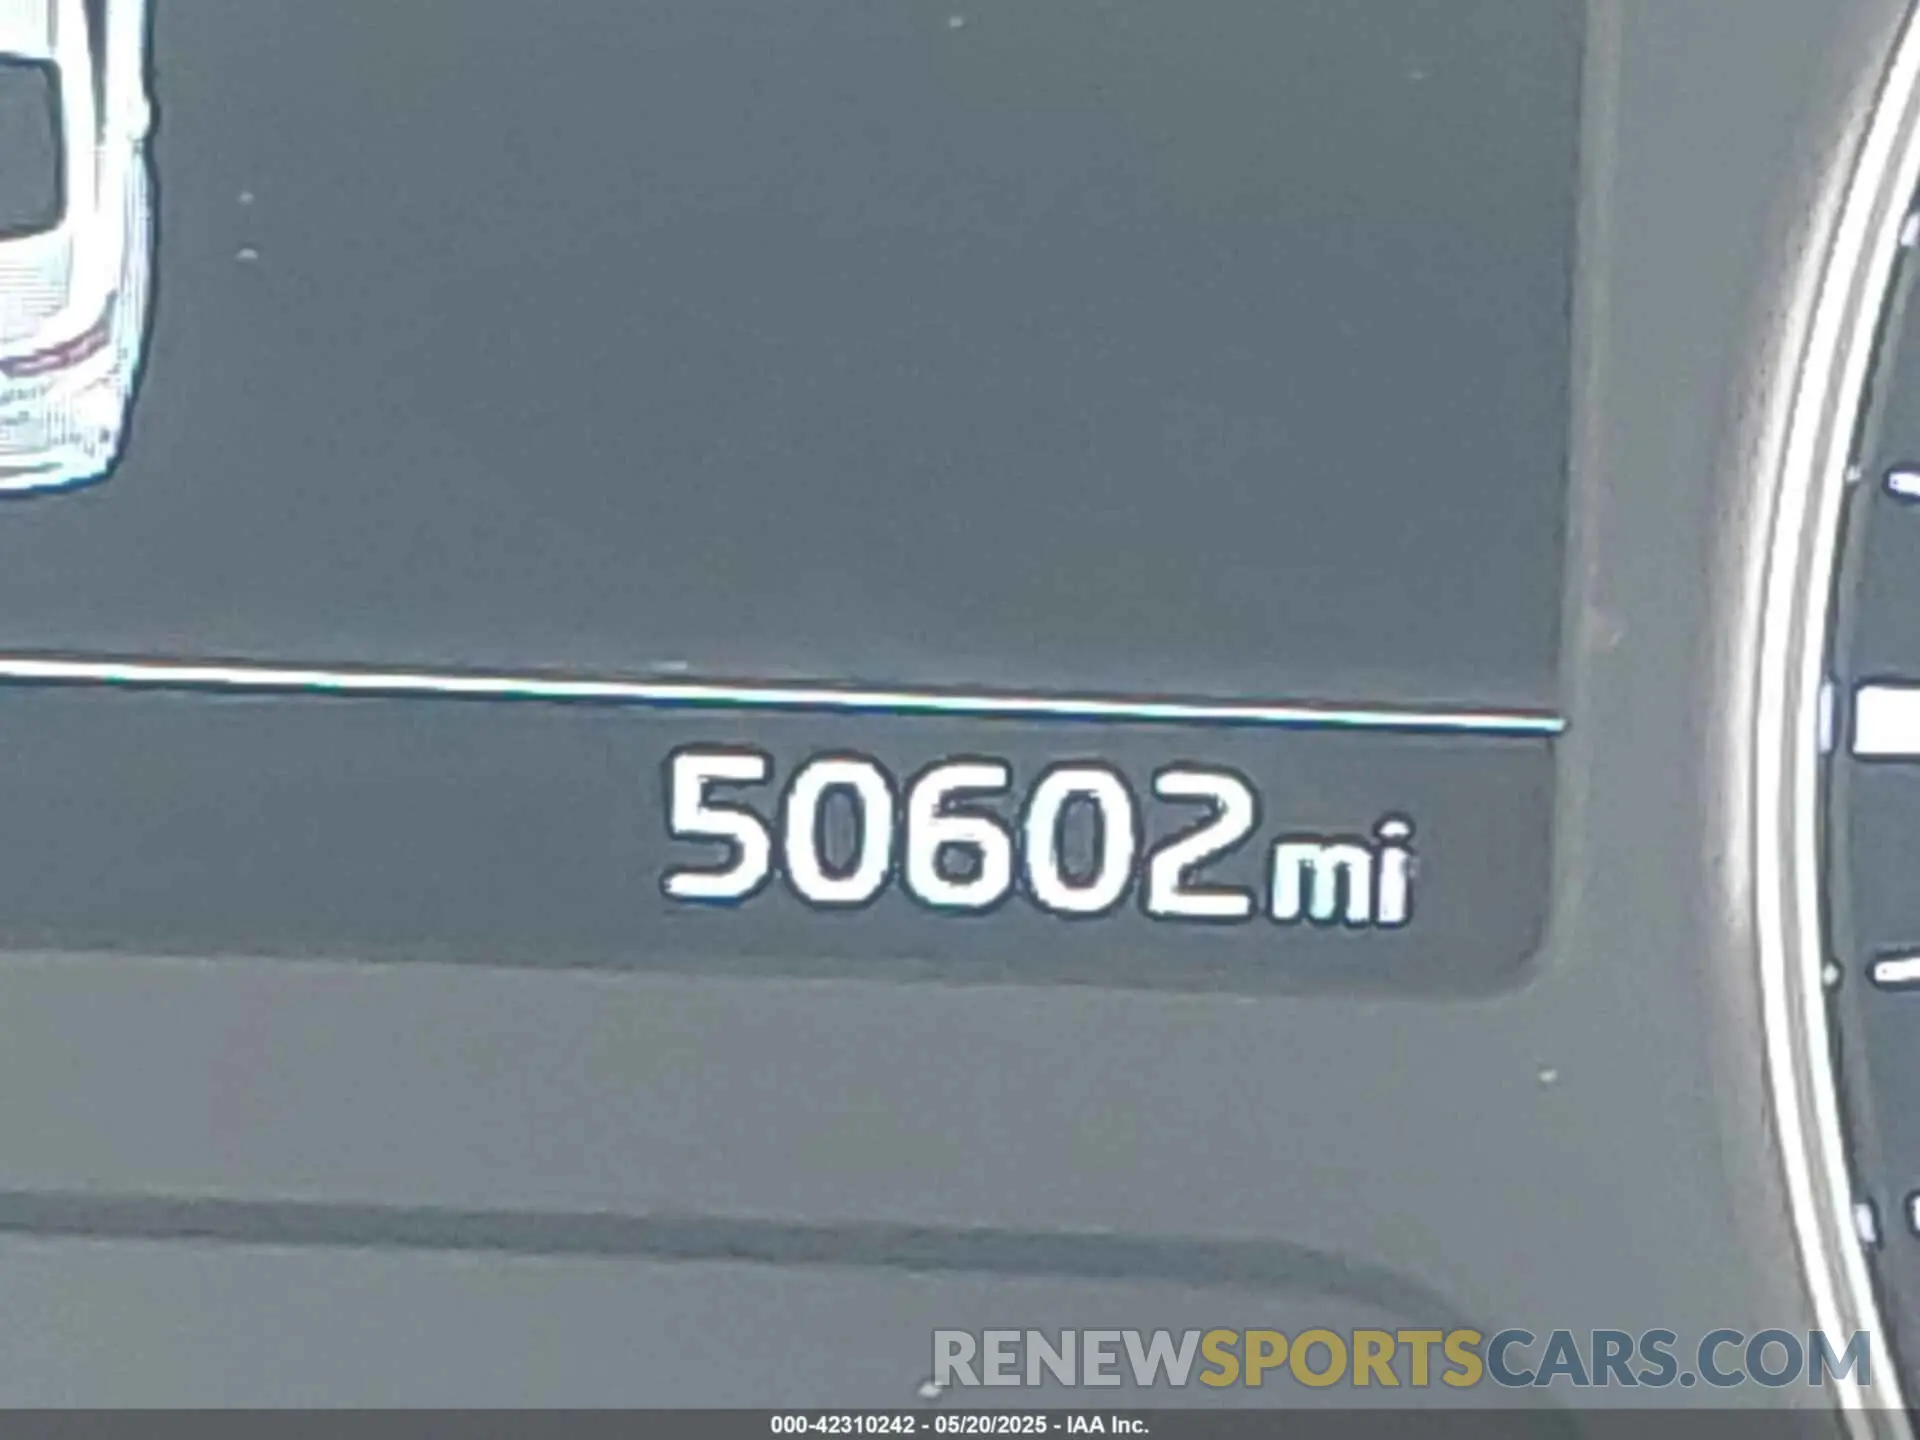 50602mi
RENEWSPORTSCARS.COM
000-42310242 - 05/20/2025 - IAA Inc.